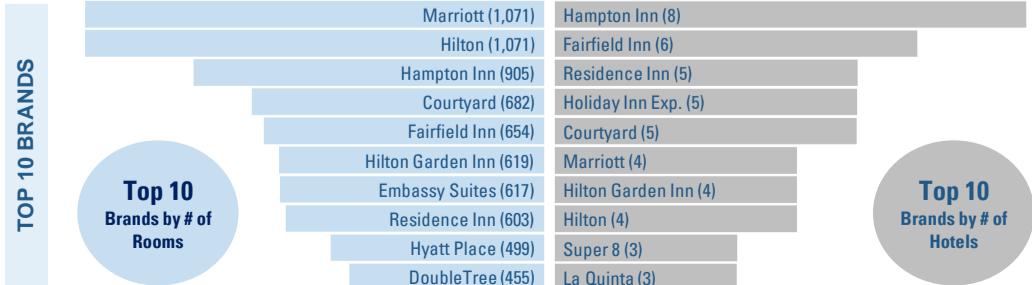 TOP 10 BRANDS
Marriott (1,071)
Hilton (1,071)
Hampton Inn (905)
Courtyard (682)
Fairfield Inn (654)
Hilton Garden Inn (619)
Embassy Suites (617)
Residence Inn (603)
Hyatt Place (499)
DoubleTree (455)
Top 10
Brands by # of
Rooms
Hampton Inn (8)
Fairfield Inn (6)
Residence Inn (5)
Holiday Inn Exp. (5)
Courtyard (5)
Marriott (4)
Hilton Garden Inn (4)
Hilton (4)
Super 8 (3)
La Quinta (3)
Top 10
Brands by # of
Hotels